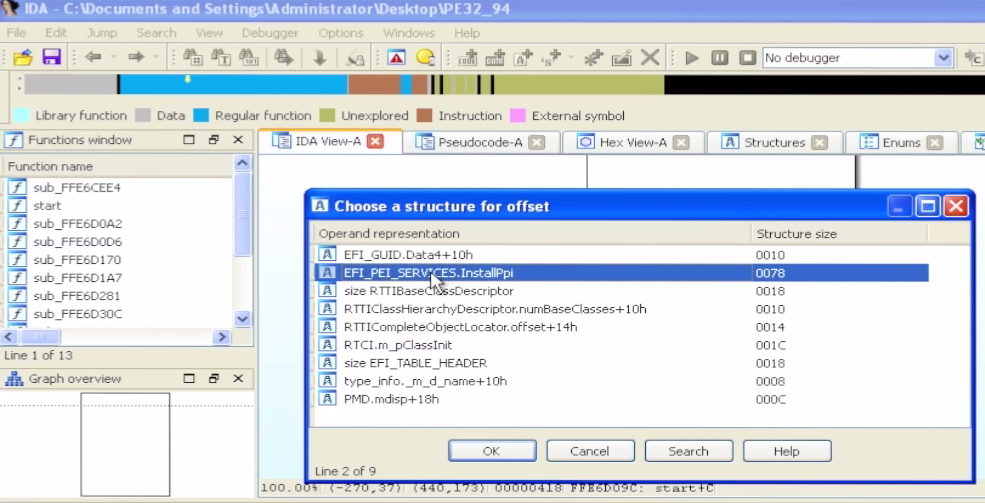 IDA - C:\Documents and Settings\Administrator\Desktop\PE32_94
File Edit Jump Search View Debugger Options Windows Help
No debugger
Library function Data Regular function Unexplored Instruction External symbol
Functions window
IDA View-A Pseudocode-A Hex View-A Structures Enums
Function name
sub_FFE6CEE4
start
sub_FFE6D0A2
sub_FFE6D0D6
sub_FFE6D170
sub_FFE6D1A7
sub_FFE6D281
sub_FFE6D30C
Line 1 of 13
Graph overview
Choose a structure for offset
Operand representation Structure size
EFI_GUID.Data4+10h 0010
EFI_PEI_SERVICES.InstallPpi 0078
size RTTIBaseClassDescriptor 0018
RTTIClassHierarchyDescriptor.numBaseClasses+10h 0010
RTTICompleteObjectLocator.offset+14h 0014
RTCI.m_pClassInit 001C
size EFI_TABLE_HEADER 0018
type_info._m_d_name+10h 0008
PMD.mdisp+18h 000C
OK Cancel Search Help
Line 2 of 9
100.00% (-270,37) (440,173) 00000418 FFE6D09C: start+C